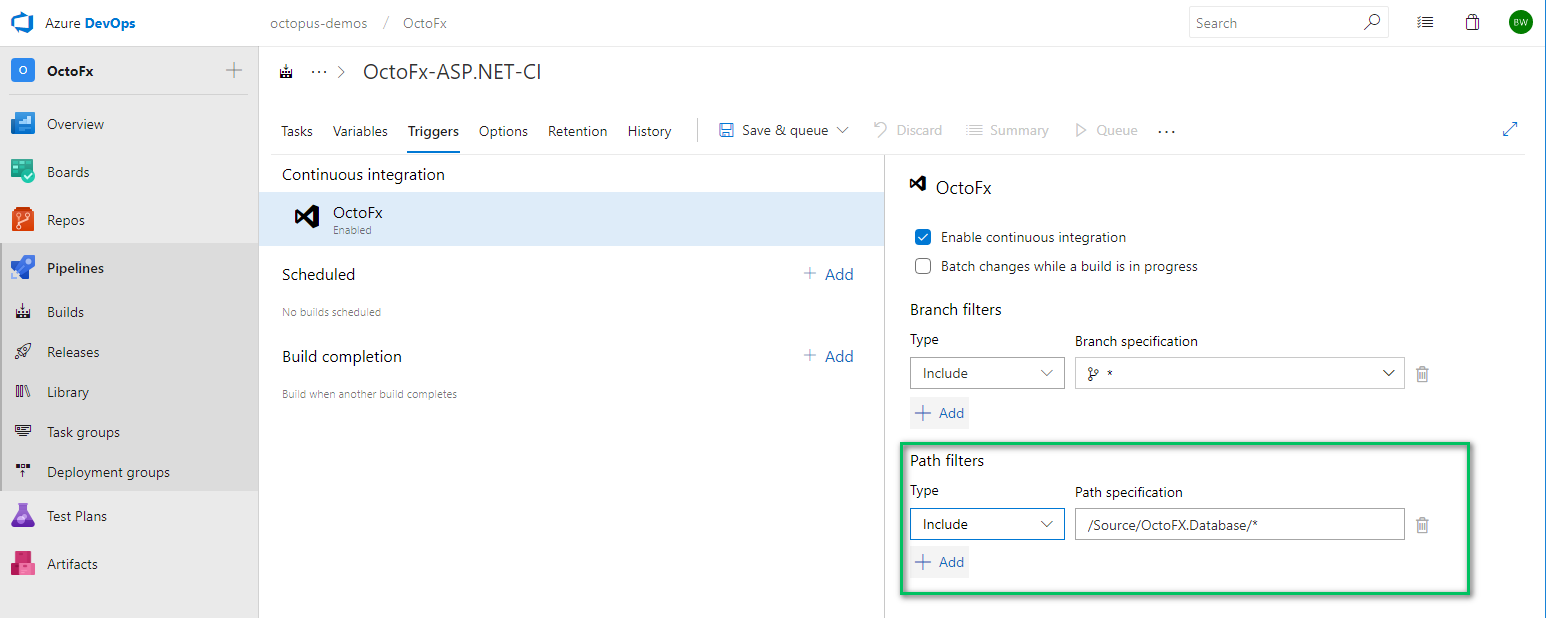 Azure DevOps
octopus-demos / OctoFx
Search
BW
O OctoFx
Overview
Boards
Repos
Pipelines
Builds
Releases
Library
Task groups
Deployment groups
Test Plans
Artifacts
··· > OctoFx-ASP.NET-CI
Tasks Variables Triggers Options Retention History Save & queue Discard Summary Queue ···
Continuous integration
OctoFx
Enabled
Scheduled + Add
No builds scheduled
Build completion + Add
Build when another build completes
OctoFx
Enable continuous integration
Batch changes while a build is in progress
Branch filters
Type Branch specification
Include *
+ Add
Path filters
Type Path specification
Include /Source/OctoFX.Database/*
+ Add